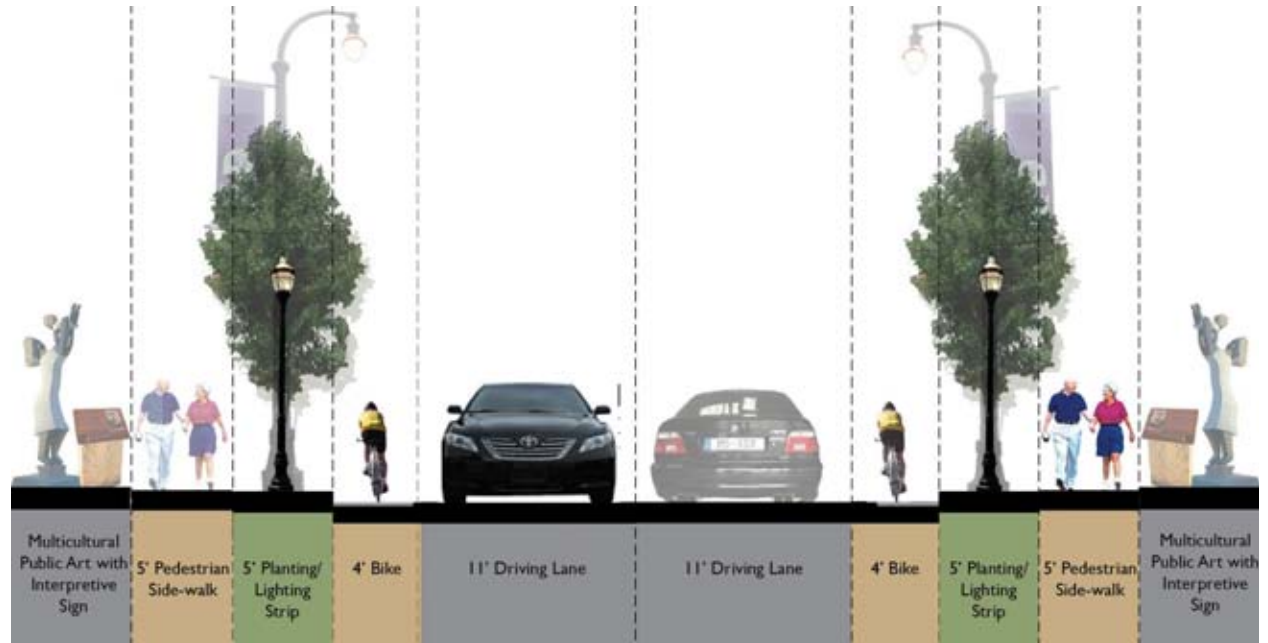 Multicultural
Public Art with
Interpretive
Sign
5' Pedestrian
Side-walk
5' Planting/
Lighting
Strip
4' Bike
11' Driving Lane
11' Driving Lane
4' Bike
5' Planting/
Lighting
Strip
5' Pedestrian
Side-walk
Multicultural
Public Art with
Interpretive
Sign